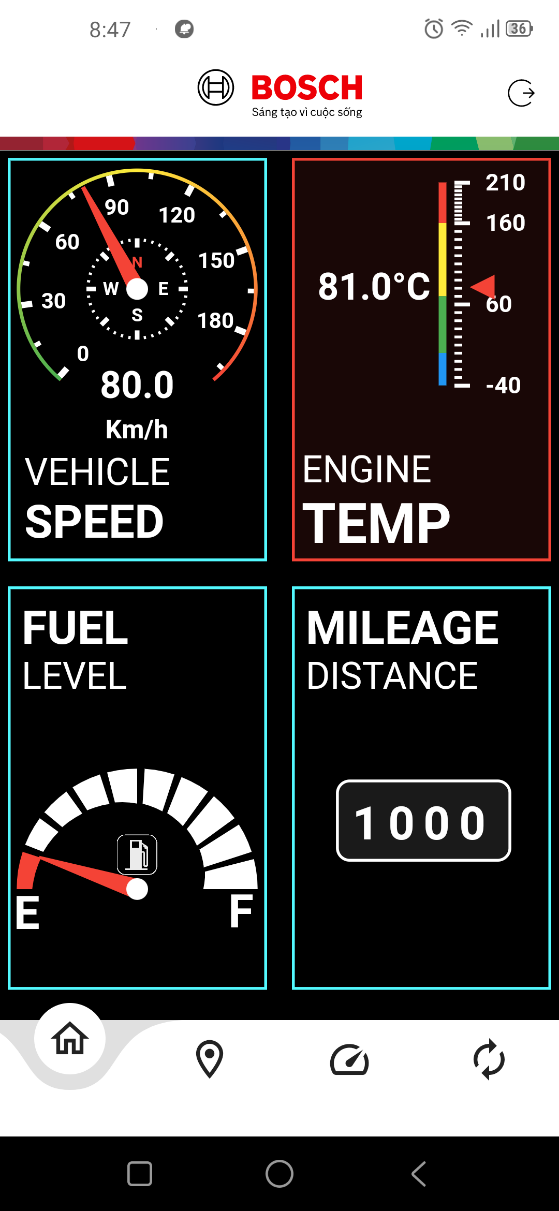 8:47
36
BOSCH
Sáng tạo vì cuộc sống
0
30
60
90
120
150
180
N
W E
S
80.0
Km/h
VEHICLE
SPEED
210
160
81.0°C
60
-40
ENGINE
TEMP
FUEL
LEVEL
E F
MILEAGE
DISTANCE
1000